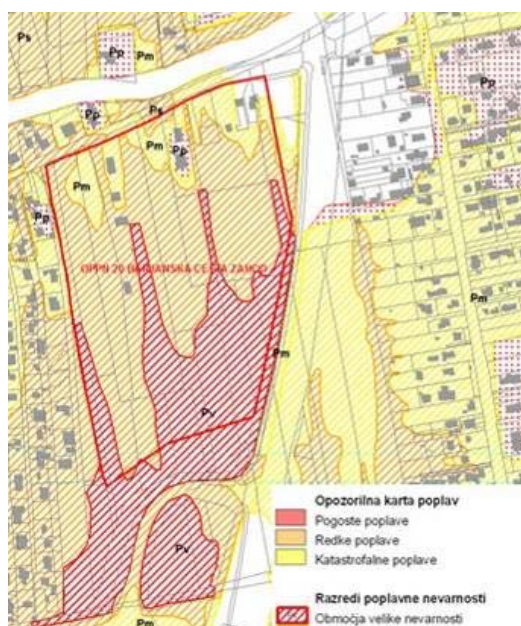 Ps
Pp
Pm
Pp
Pp
Ps
Pm
Pp
Pm
Pp
Pm
OPPN 20 BARJANSKA CESTA ZAHOD
Pm
Pv
Pv
Pm
Opozorilna karta poplav
Pogoste poplave
Redke poplave
Katastrofalne poplave
Razredi poplavne nevarnosti
Območja velike nevarnosti